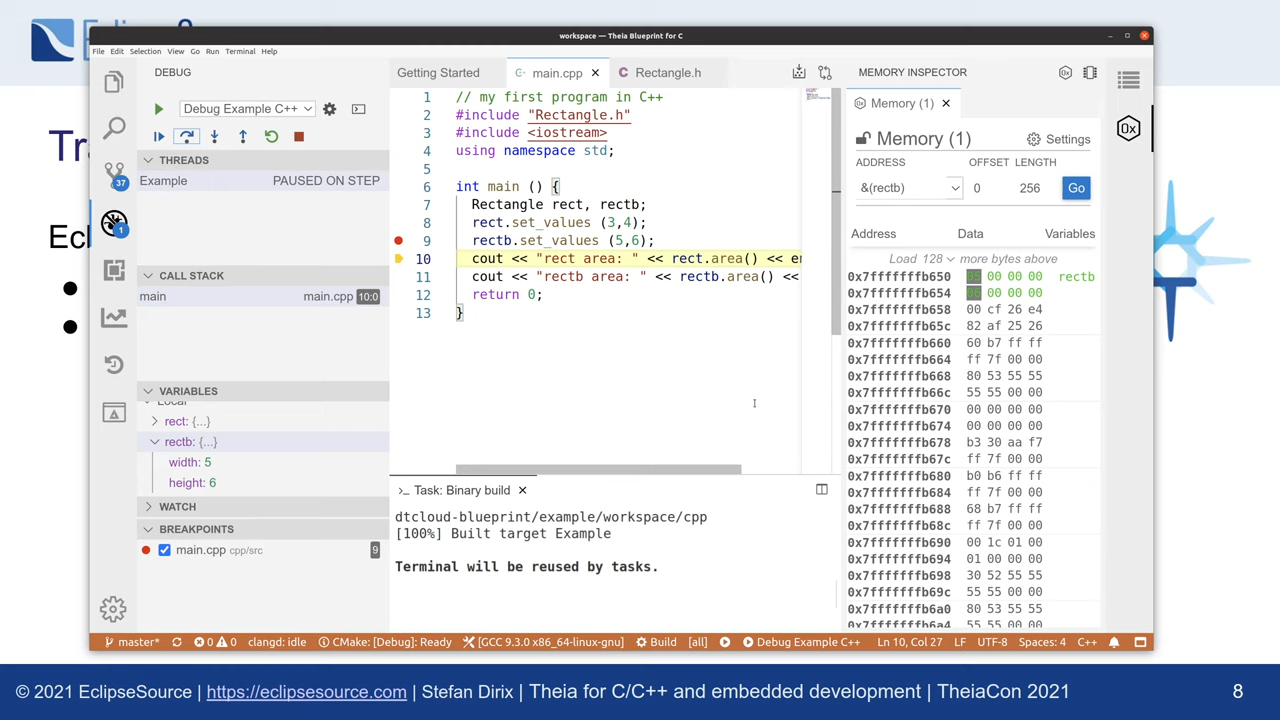 workspace — Theia Blueprint for C
File Edit Selection View Go Run Terminal Help
DEBUG
Debug Example C++
THREADS
Example PAUSED ON STEP
37
1
CALL STACK
main main.cpp 10:0
VARIABLES
Local
rect: {...}
rectb: {...}
width: 5
height: 6
WATCH
BREAKPOINTS
main.cpp cpp/src 9
Getting Started main.cpp Rectangle.h
1 // my first program in C++
2 #include "Rectangle.h"
3 #include <iostream>
4 using namespace std;
5
6 int main () {
7 Rectangle rect, rectb;
8 rect.set_values (3,4);
9 rectb.set_values (5,6);
10 cout << "rect area: " << rect.area() << en
11 cout << "rectb area: " << rectb.area() <<
12 return 0;
13 }
>_ Task: Binary build
dtcloud-blueprint/example/workspace/cpp
[100%] Built target Example
Terminal will be reused by tasks.
MEMORY INSPECTOR
Memory (1)
Memory (1) Settings
ADDRESS OFFSET LENGTH
&(rectb) 0 256 Go
Address Data Variables
Load 128 more bytes above
0x7fffffffb650 05 00 00 00 rectb
0x7fffffffb654 06 00 00 00
0x7fffffffb658 00 cf 26 e4
0x7fffffffb65c 82 af 25 26
0x7fffffffb660 60 b7 ff ff
0x7fffffffb664 ff 7f 00 00
0x7fffffffb668 80 53 55 55
0x7fffffffb66c 55 55 00 00
0x7fffffffb670 00 00 00 00
0x7fffffffb674 00 00 00 00
0x7fffffffb678 b3 30 aa f7
0x7fffffffb67c ff 7f 00 00
0x7fffffffb680 b0 b6 ff ff
0x7fffffffb684 ff 7f 00 00
0x7fffffffb688 68 b7 ff ff
0x7fffffffb68c ff 7f 00 00
0x7fffffffb690 00 1c 01 00
0x7fffffffb694 01 00 00 00
0x7fffffffb698 30 52 55 55
0x7fffffffb69c 55 55 00 00
0x7fffffffb6a0 80 53 55 55
0x7fffffffb6a4 55 55 00 00
master* 0 0 clangd: idle CMake: [Debug]: Ready [GCC 9.3.0 x86_64-linux-gnu] Build [all] Debug Example C++ Ln 10, Col 27 LF UTF-8 Spaces: 4 C++
© 2021 EclipseSource | https://eclipsesource.com | Stefan Dirix | Theia for C/C++ and embedded development | TheiaCon 2021 8